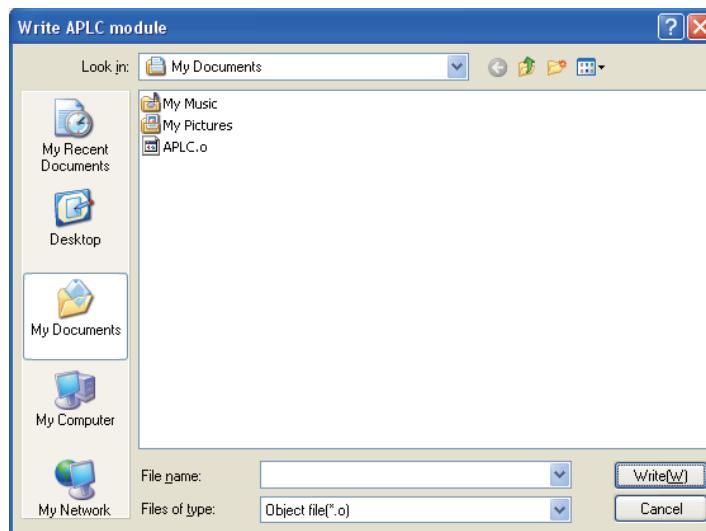 Write APLC module
Look in:
My Documents
My Music
My Pictures
APLC.o
My Recent
Documents
Desktop
My Documents
My Computer
My Network
File name:
Write(W)
Files of type:
Object file(*.o)
Cancel